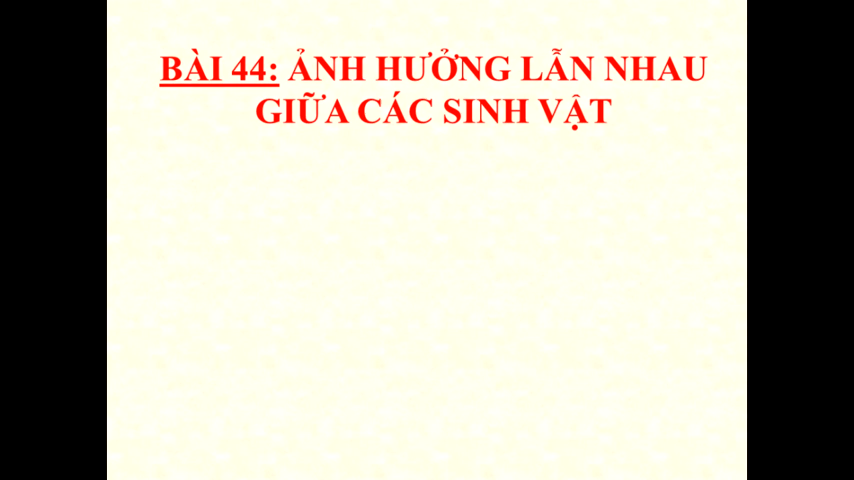 BÀI 44: ẢNH HƯỞNG LẪN NHAU
GIỮA CÁC SINH VẬT